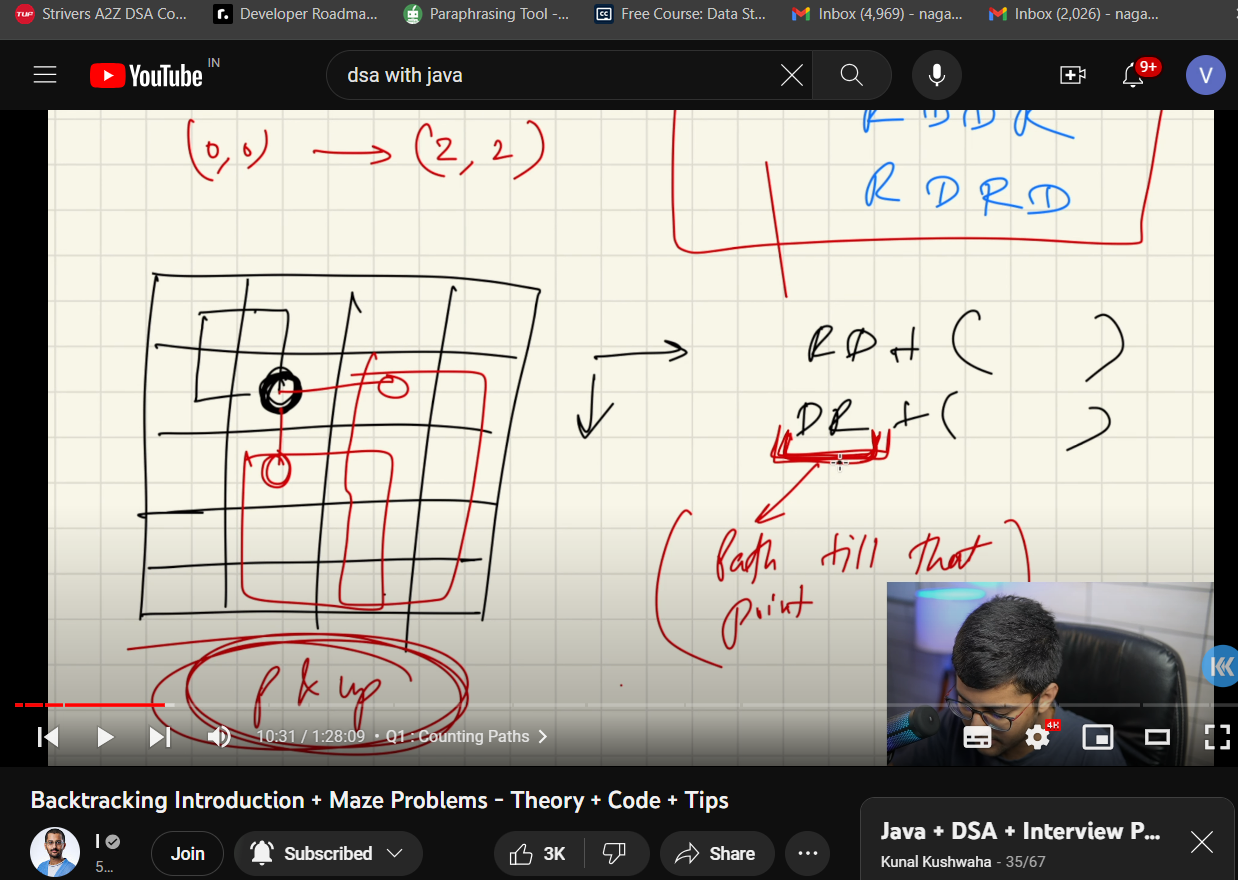 Strivers A2Z DSA Co... Developer Roadma... Paraphrasing Tool -... Free Course: Data St... Inbox (4,969) - naga... Inbox (2,026) - naga...
YouTube IN dsa with java 9+ V
(0,0) → (2,2)
R D D R
R D R D
RD + ( )
DR + ( )
(Path till that
point)
p & up
10:31 / 1:28:09 • Q1 : Counting Paths 4K
Backtracking Introduction + Maze Problems - Theory + Code + Tips
I
5...
Join Subscribed 3K Share
Java + DSA + Interview P...
Kunal Kushwaha - 35/67